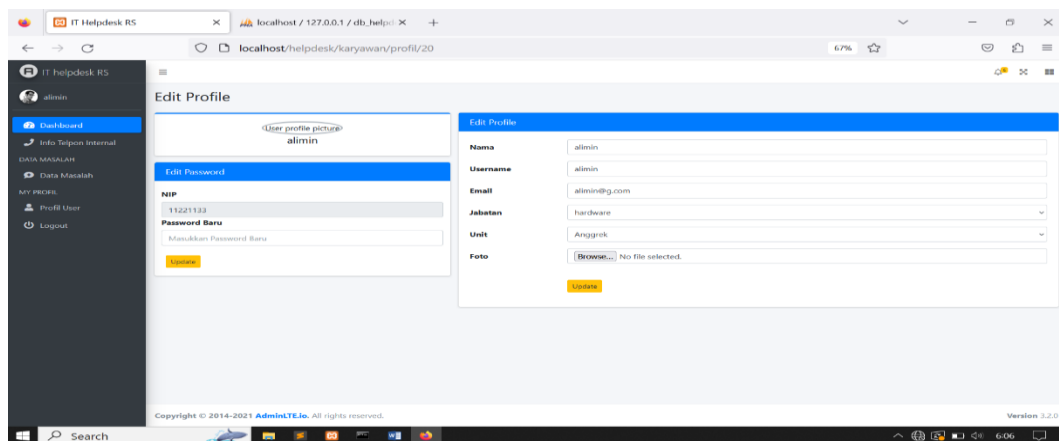 IT Helpdesk RS
localhost / 127.0.0.1 / db_helpd
localhost/helpdesk/karyawan/profil/20
67%
IT helpdesk RS
alimin
Dashboard
Info Telpon Internal
DATA MASALAH
Data Masalah
MY PROFIL
Profil User
Logout
Edit Profile
User profile picture
alimin
Edit Password
NIP
11221133
Password Baru
Masukkan Password Baru
Update
Edit Profile
Nama
alimin
Username
alimin
Email
alimin@g.com
Jabatan
hardware
Unit
Anggrek
Foto
Browse... No file selected.
Update
Copyright © 2014-2021 AdminLTE.io. All rights reserved.
Version 3.2.0
Search
6:06